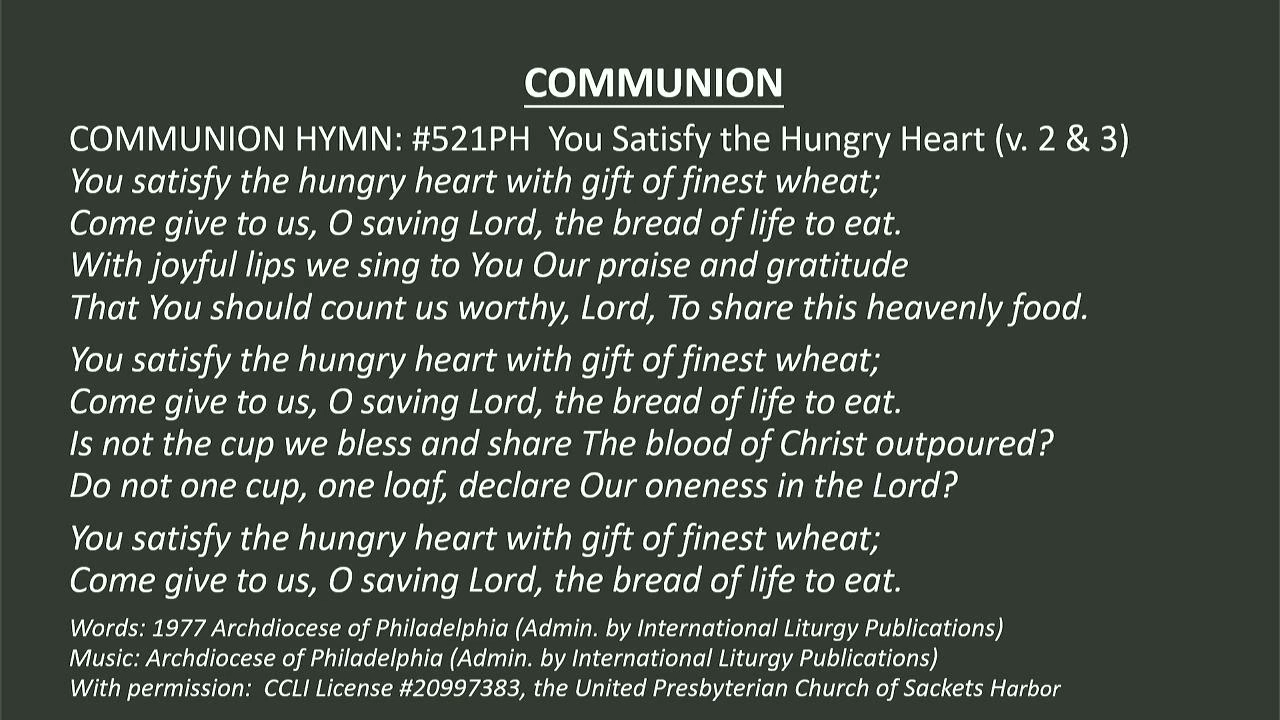 COMMUNION
COMMUNION HYMN: #521PH  You Satisfy the Hungry Heart (v. 2 & 3)
You satisfy the hungry heart with gift of finest wheat;
Come give to us, O saving Lord, the bread of life to eat.
With joyful lips we sing to You Our praise and gratitude
That You should count us worthy, Lord, To share this heavenly food.
You satisfy the hungry heart with gift of finest wheat;
Come give to us, O saving Lord, the bread of life to eat.
Is not the cup we bless and share The blood of Christ outpoured?
Do not one cup, one loaf, declare Our oneness in the Lord?
You satisfy the hungry heart with gift of finest wheat;
Come give to us, O saving Lord, the bread of life to eat.
Words: 1977 Archdiocese of Philadelphia (Admin. by International Liturgy Publications)
Music: Archdiocese of Philadelphia (Admin. by International Liturgy Publications)
With permission:  CCLI License #20997383, the United Presbyterian Church of Sackets Harbor